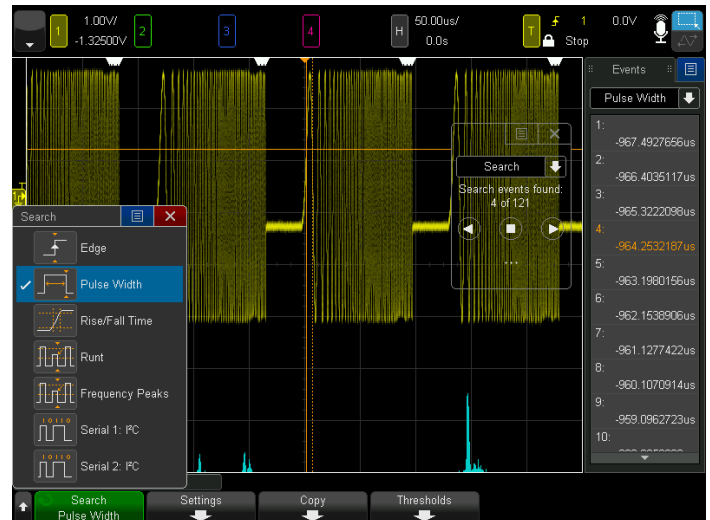 1
1.00V/
-1.32500V
2
3
4
H
50.00us/
0.0s
T
1
0.0V
Stop
Events
Pulse Width
1:
-967.4927656us
2:
-966.4035117us
3:
-965.3222098us
4:
-964.2532187us
5:
-963.1980156us
6:
-962.1538906us
7:
-961.1277422us
8:
-960.1070914us
9:
-959.0962723us
10:
Search
Search events found:
4 of 121
...
Search
Edge
Pulse Width
Rise/Fall Time
Runt
Frequency Peaks
Serial 1: I²C
Serial 2: I²C
Search
Pulse Width
Settings
Copy
Thresholds